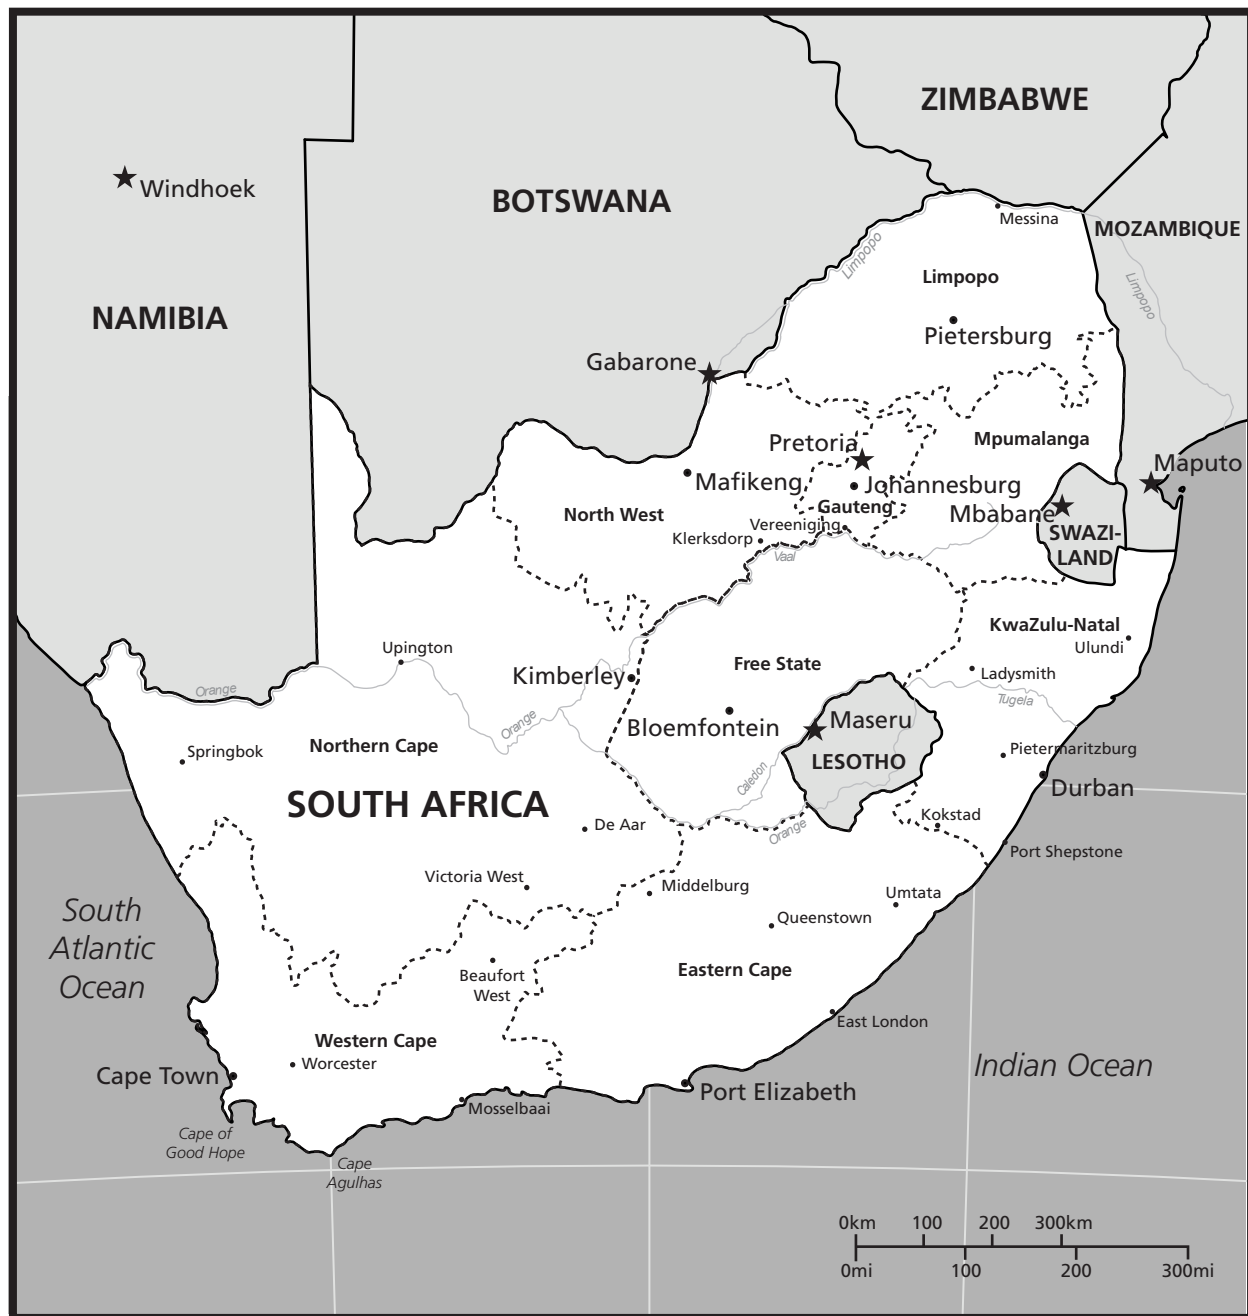 ZIMBABWE
Windhoek
BOTSWANA
Messina
MOZAMBIQUE
Limpopo
Limpopo
Limpopo
NAMIBIA
Pietersburg
Gabarone
Pretoria
Mpumalanga
Maputo
Mafikeng
Johannesburg
Gauteng
Mbabane
North West
Vereeniging
Klerksdorp
SWAZI-
LAND
Vaal
KwaZulu-Natal
Ulundi
Upington
Free State
Kimberley
Ladysmith
Orange
Tugela
Orange
Bloemfontein
Maseru
Springbok
Northern Cape
Pietermaritzburg
LESOTHO
Caledon
Durban
SOUTH AFRICA
De Aar
Kokstad
Orange
Port Shepstone
Victoria West
Middelburg
Umtata
South
Atlantic
Ocean
Queenstown
Beaufort
West
Eastern Cape
East London
Western Cape
Worcester
Indian Ocean
Cape Town
Port Elizabeth
Mosselbaai
Cape of
Good Hope
Cape
Agulhas
0km 100 200 300km
0mi 100 200 300mi